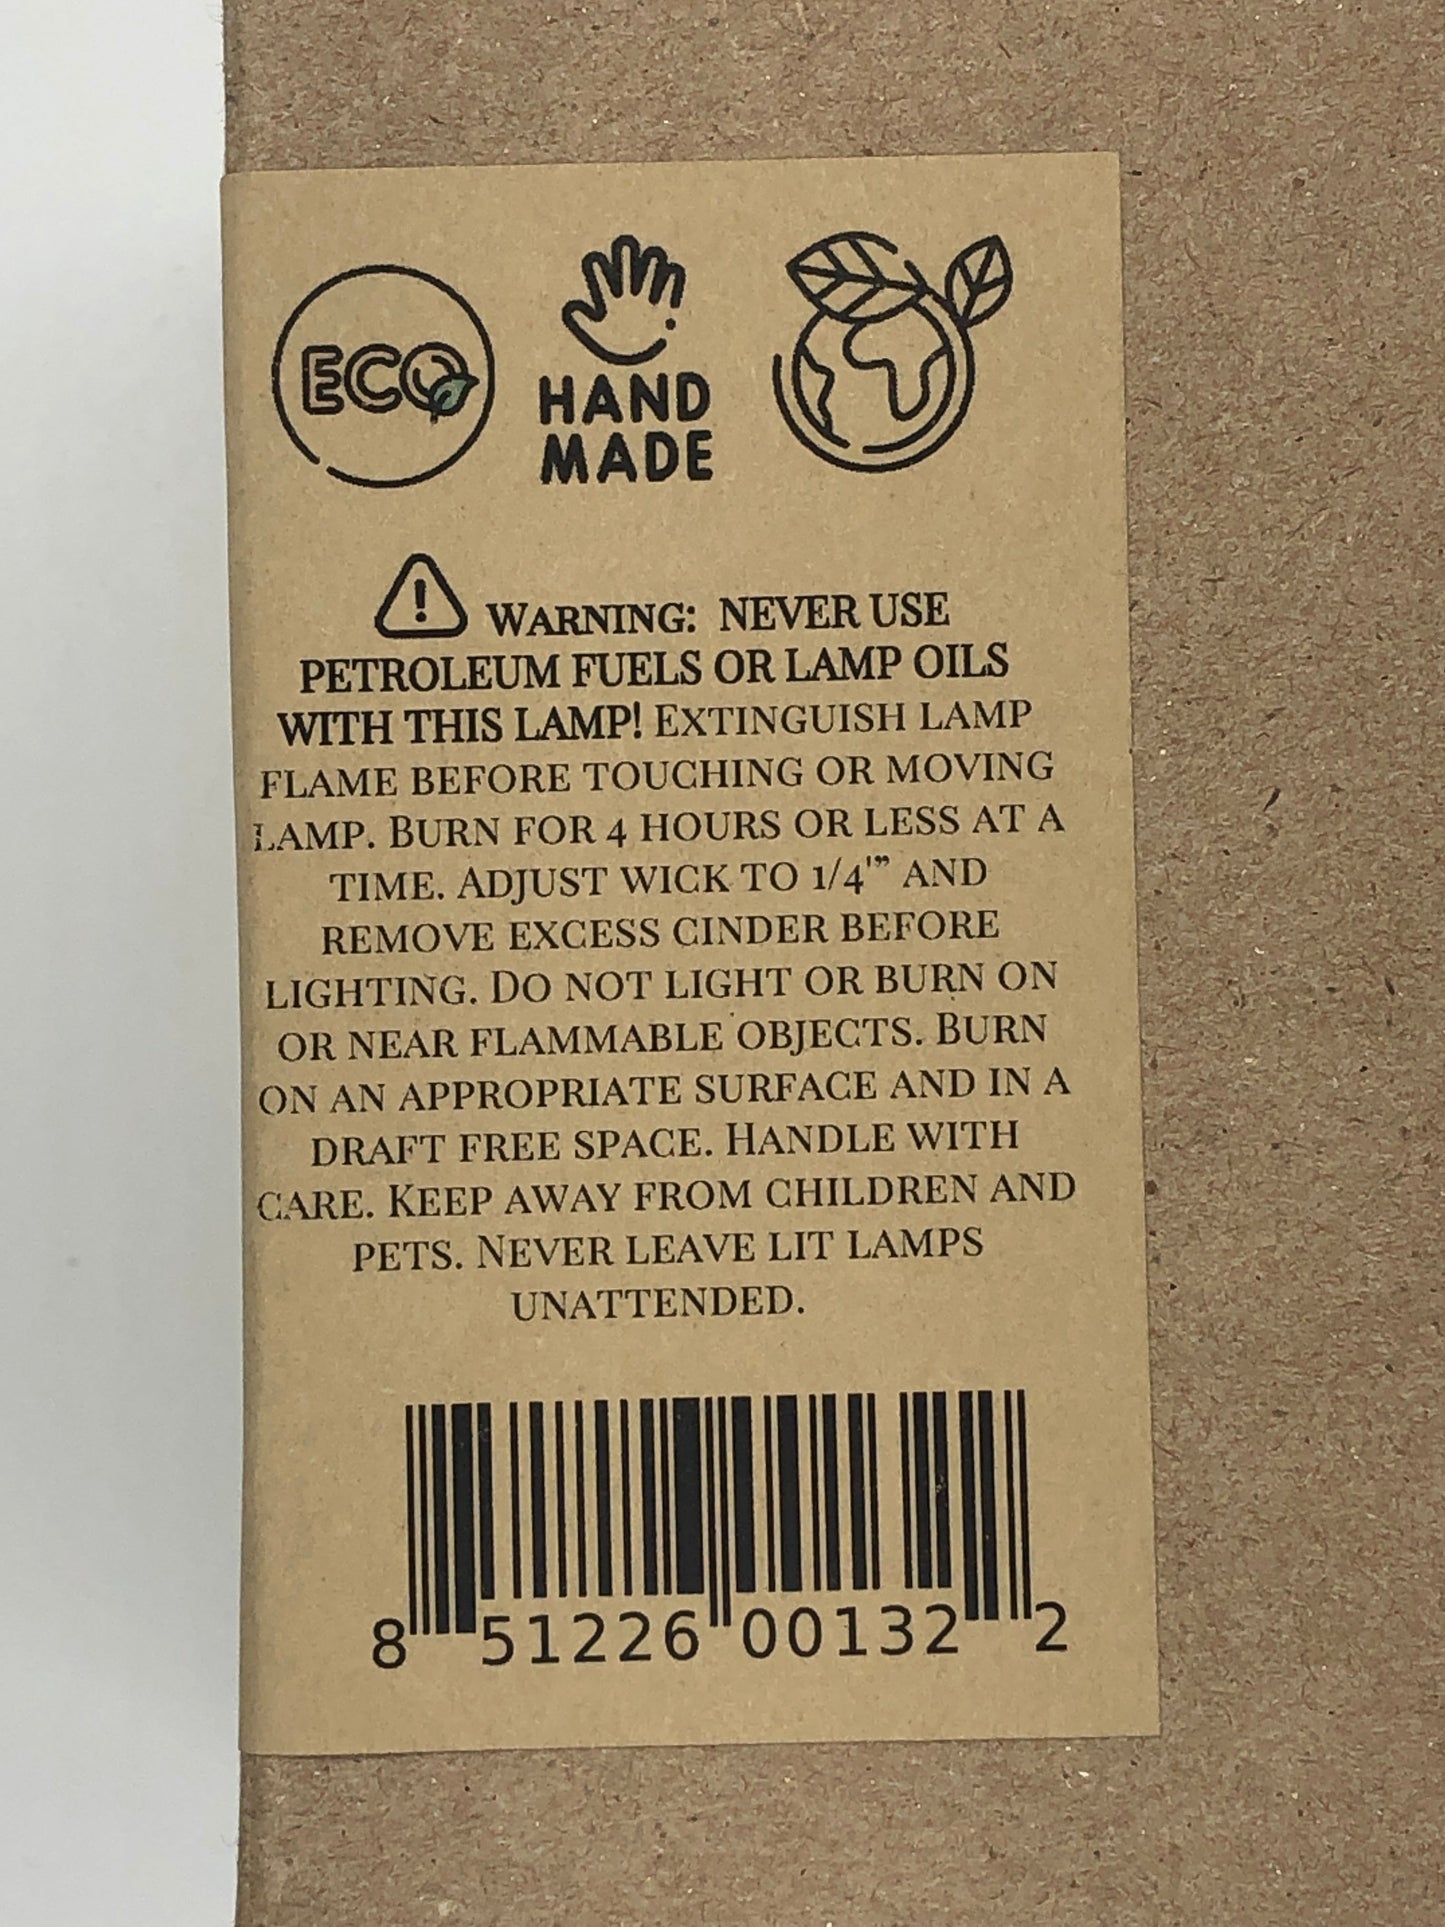 ECO
HAND
MADE
WARNING: NEVER USE
PETROLEUM FUELS OR LAMP OILS
WITH THIS LAMP! EXTINGUISH LAMP
FLAME BEFORE TOUCHING OR MOVING
LAMP. BURN FOR 4 HOURS OR LESS AT A
TIME. ADJUST WICK TO 1/4'” AND
REMOVE EXCESS CINDER BEFORE
LIGHTING. DO NOT LIGHT OR BURN ON
OR NEAR FLAMMABLE OBJECTS. BURN
ON AN APPROPRIATE SURFACE AND IN A
DRAFT FREE SPACE. HANDLE WITH
CARE. KEEP AWAY FROM CHILDREN AND
PETS. NEVER LEAVE LIT LAMPS
UNATTENDED.
8 51226 00132 2